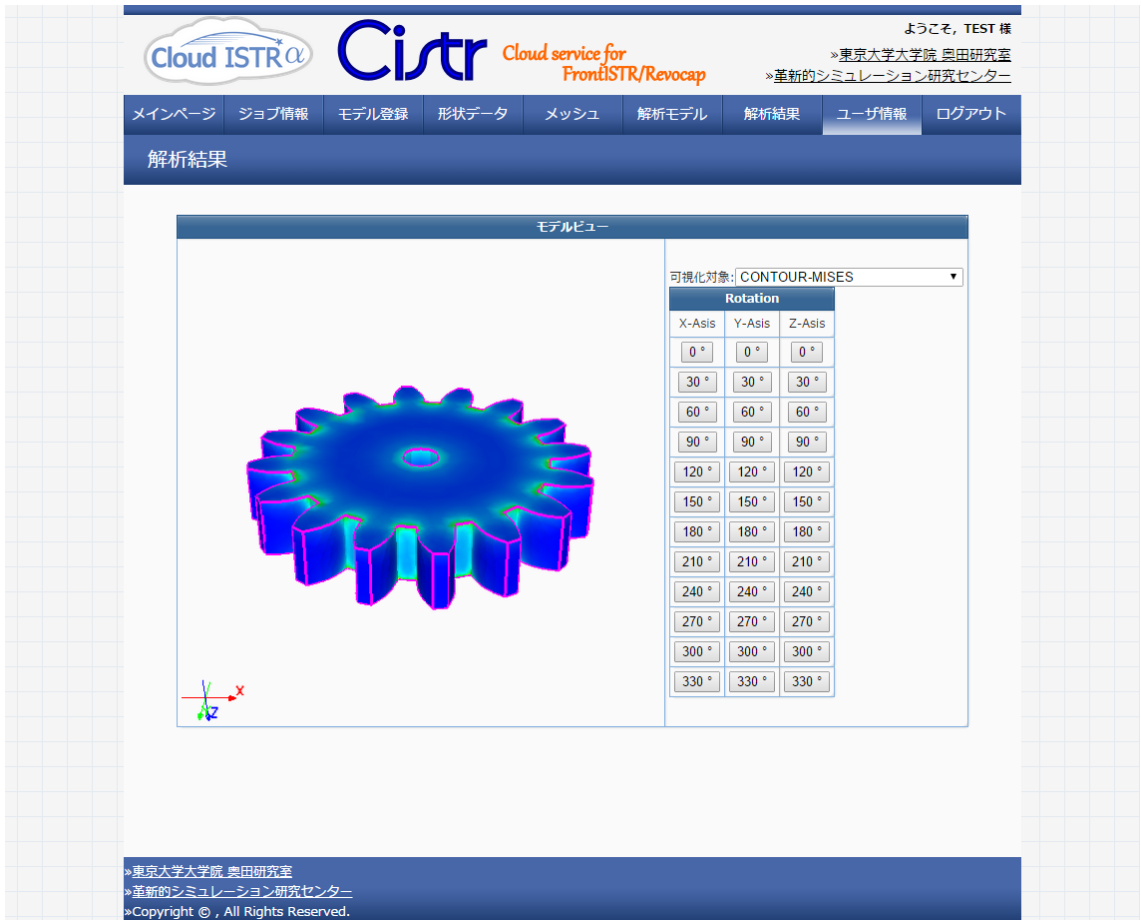 Cloud ISTR α
Cistr
Cloud service for
FrontISTR/Revocap
ようこそ，TEST 様
»東京大学大学院 奥田研究室
»革新的シミュレーション研究センター
メインページ ジョブ情報 モデル登録 形状データ メッシュ 解析モデル 解析結果 ユーザ情報 ログアウト
解析結果
モデルビュー
可視化対象: CONTOUR-MISES
Rotation
X-Asis Y-Asis Z-Asis
0 ° 0 ° 0 °
30 ° 30 ° 30 °
60 ° 60 ° 60 °
90 ° 90 ° 90 °
120 ° 120 ° 120 °
150 ° 150 ° 150 °
180 ° 180 ° 180 °
210 ° 210 ° 210 °
240 ° 240 ° 240 °
270 ° 270 ° 270 °
300 ° 300 ° 300 °
330 ° 330 ° 330 °
X
Z
»東京大学大学院 奥田研究室
»革新的シミュレーション研究センター
»Copyright © , All Rights Reserved.